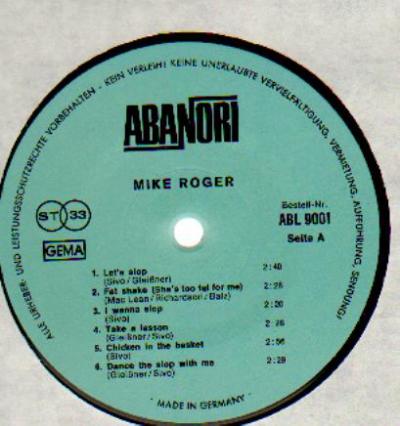 ALLE URHEBER- UND LEISTUNGSSCHUTZRECHTE VORBEHALTEN - KEIN VERLEIH! KEINE UNERLAUBTE VERVIELFÄLTIGUNG, VERMIETUNG, AUFFÜHRUNG, SENDUNG!
ABANORI
MIKE ROGER
ST 33
Bestell-Nr.
ABL 9001
Seite A
GEMA
1. Let's slop 2:40
(Sivo/Gleißner)
2. Fat shake (She's too fat for me) 2:28
(Mac Lean/Richardson/Balz)
3. I wanna slop 2:20
(Sivo)
4. Take a lesson 2:26
(Gleißner/Sivo)
5. Chicken in the basket 2:56
(Sivo)
6. Dance the slop with me 2:29
(Gleißner/Sivo)
· MADE IN GERMANY ·